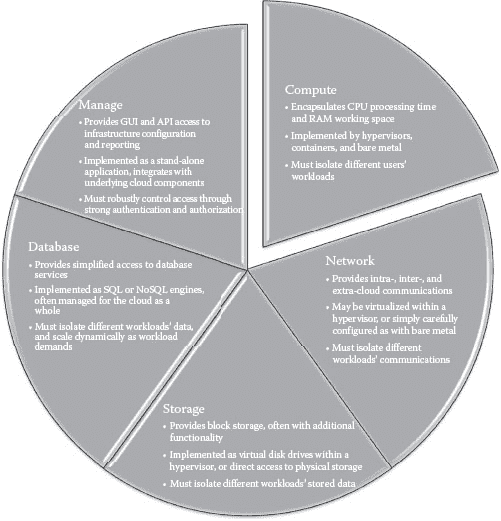 Manage
• Provides GUI and API access to
infrastructure configuration
and reporting
• Implemented as a stand-alone
application, integrates with
underlying cloud components
• Must robustly control access through
strong authentication and authorization
Compute
• Encapsulates CPU processing time
and RAM working space
• Implemented by hypervisors,
containers, and bare metal
• Must isolate different users'
workloads
Database
• Provides simplified access to database
services
• Implemented as SQL or NoSQL engines,
often managed for the cloud as a
whole
• Must isolate different workloads' data,
and scale dynamically as workload
demands
Network
• Provides intra-, inter-, and
extra-cloud communications
• May be virtualized within a
hypervisor, or simply carefully
configured as with bare metal
• Must isolate different
workloads' communications
Storage
• Provides block storage, often with additional
functionality
• Implemented as virtual disk drives within a
hypervisor, or direct access to physical storage
• Must isolate different workloads' stored data